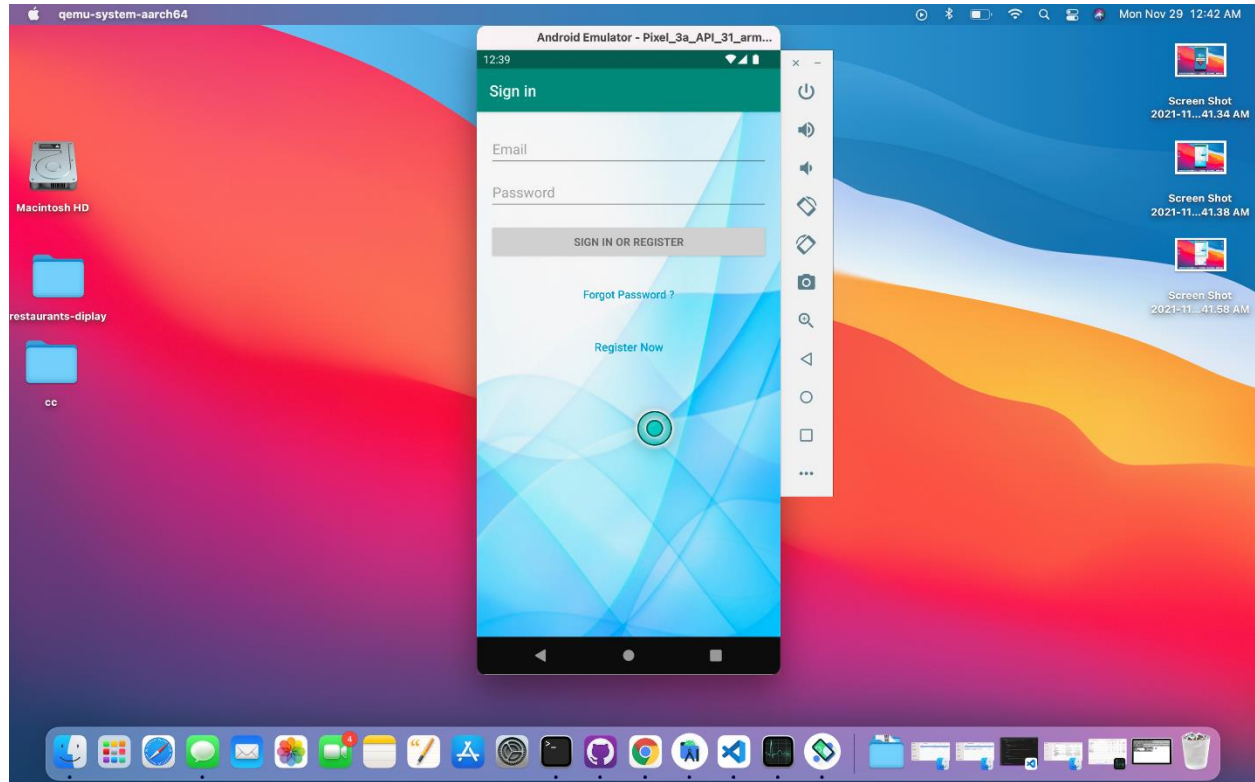 qemu-system-aarch64
Mon Nov 29 12:42 AM
Android Emulator - Pixel_3a_API_31_arm...
12:39
Sign in
Email
Password
SIGN IN OR REGISTER
Forgot Password ?
Register Now
Macintosh HD
restaurants-diplay
cc
Screen Shot
2021-11...41.34 AM
Screen Shot
2021-11...41.38 AM
Screen Shot
2021-11...41.58 AM
4